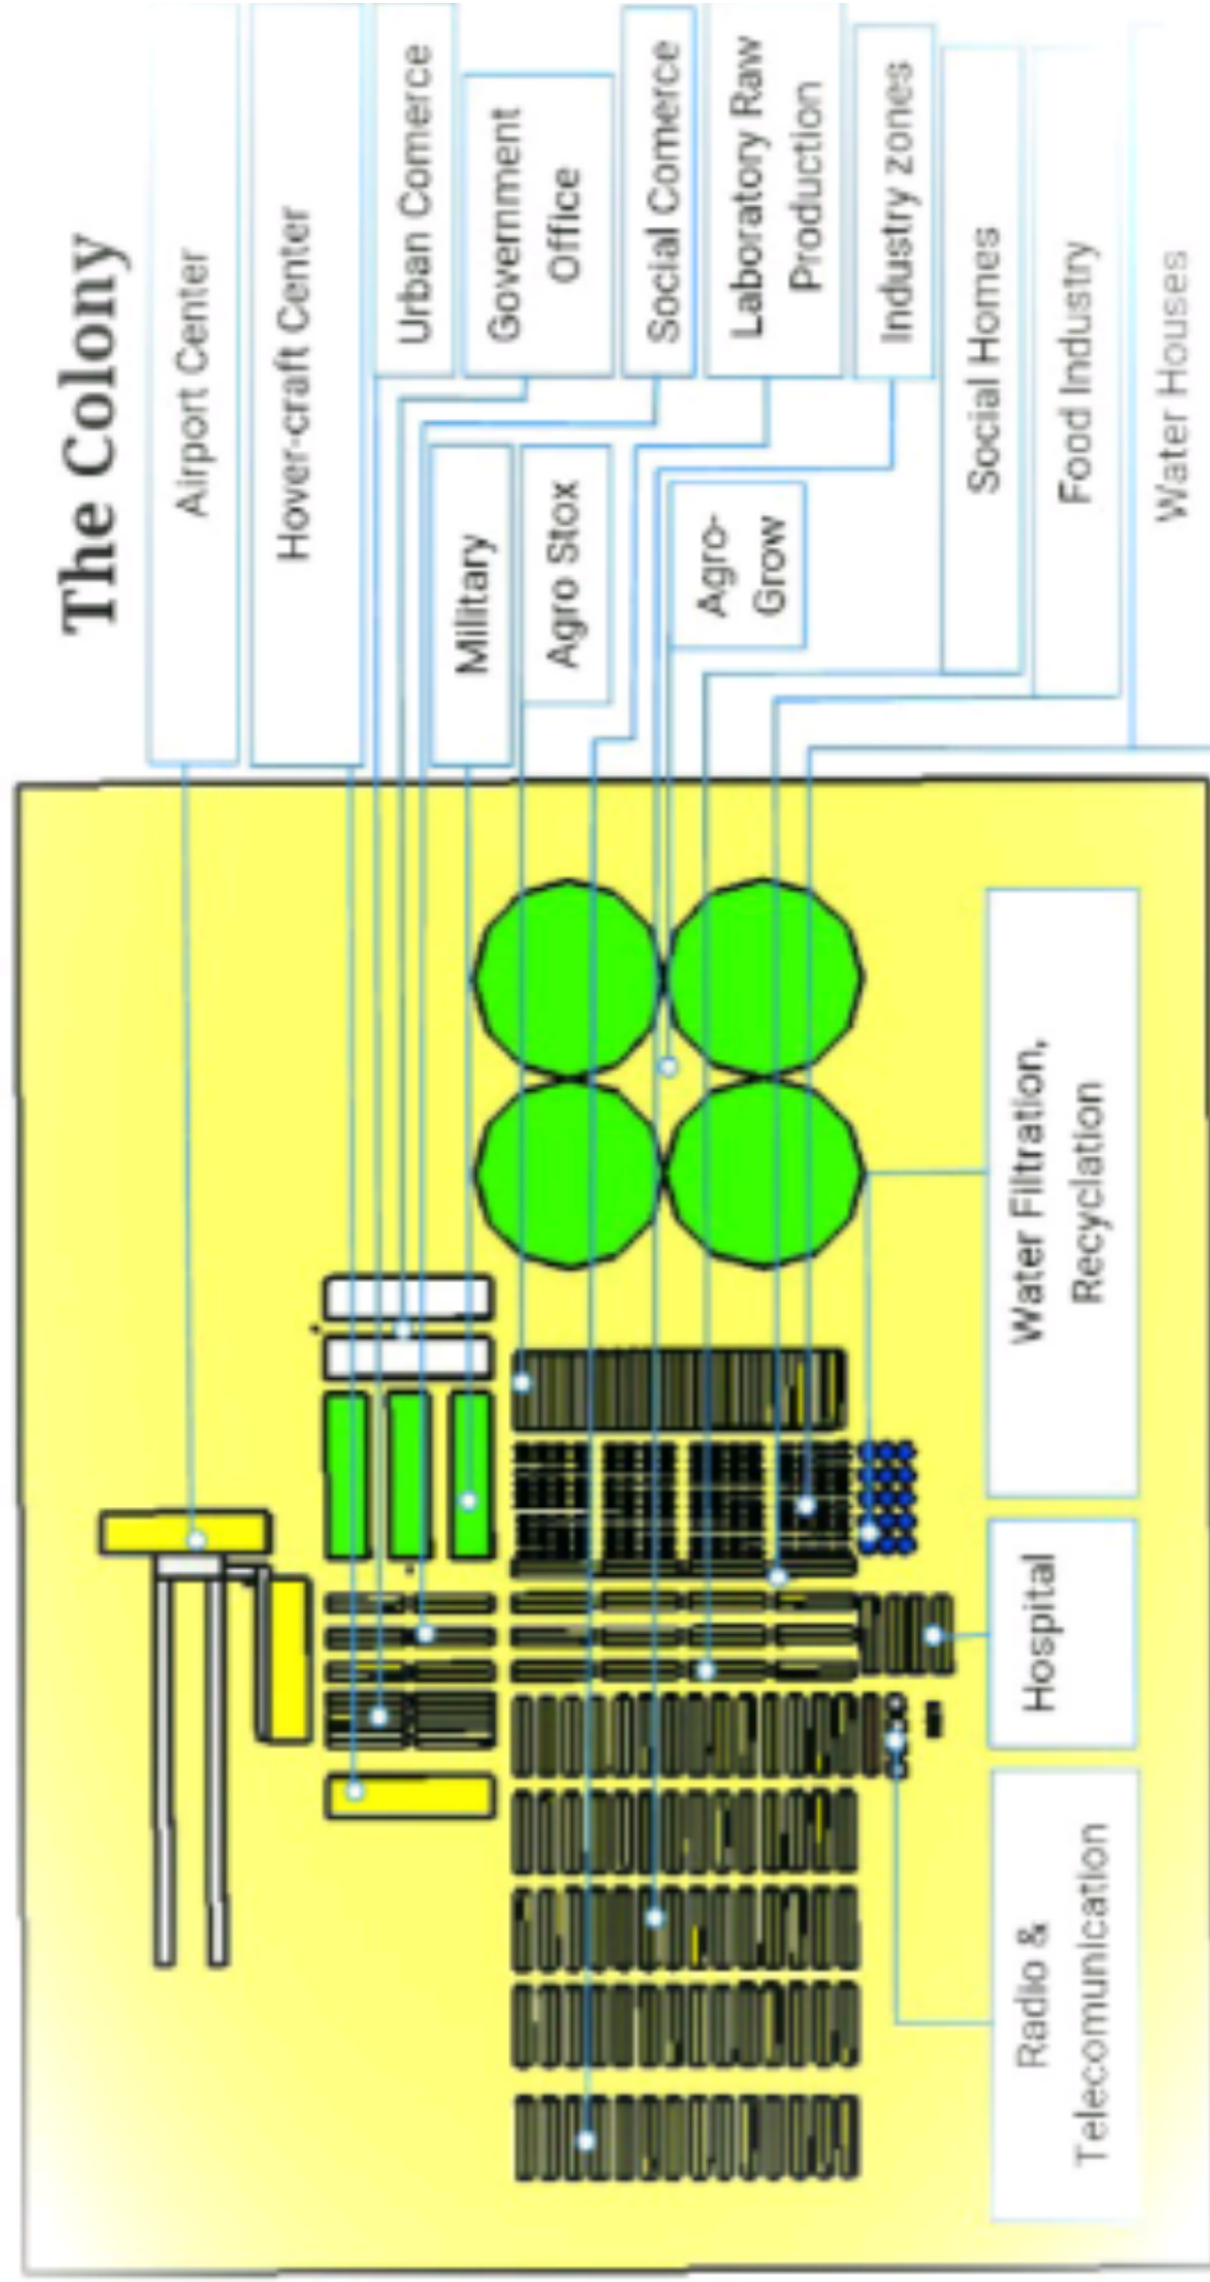 The Colony
Airport Center
Hover-craft Center
Urban Comerce
Government
Office
Social Comerce
Laboratory Raw
Production
Industry zones
Social Homes
Food Industry
Water Houses
Military
Agro Stox
Agro-
Grow
Water Filtration,
Recyclation
Hospital
Radio &
Telecomunication